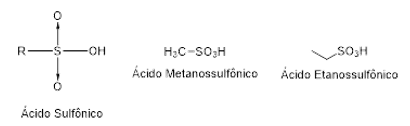 O
R S OH
O
Ácido Sulfônico
H₃C SO₃H
Ácido Metanossulfônico
SO₃H
Ácido Etanossulfônico